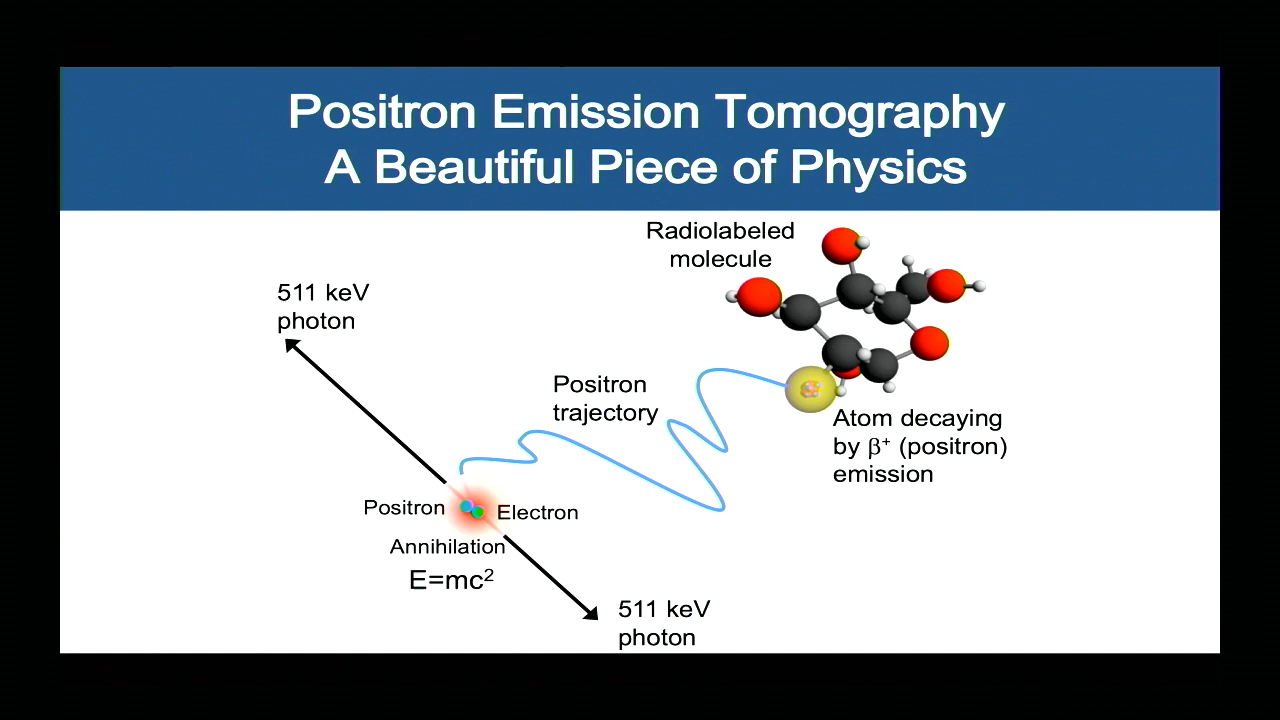 Positron Emission Tomography
A Beautiful Piece of Physics
Radiolabeled
molecule
511 keV
photon
Positron
trajectory
Atom decaying
by β⁺ (positron)
emission
Positron
Electron
Annihilation
E=mc²
511 keV
photon